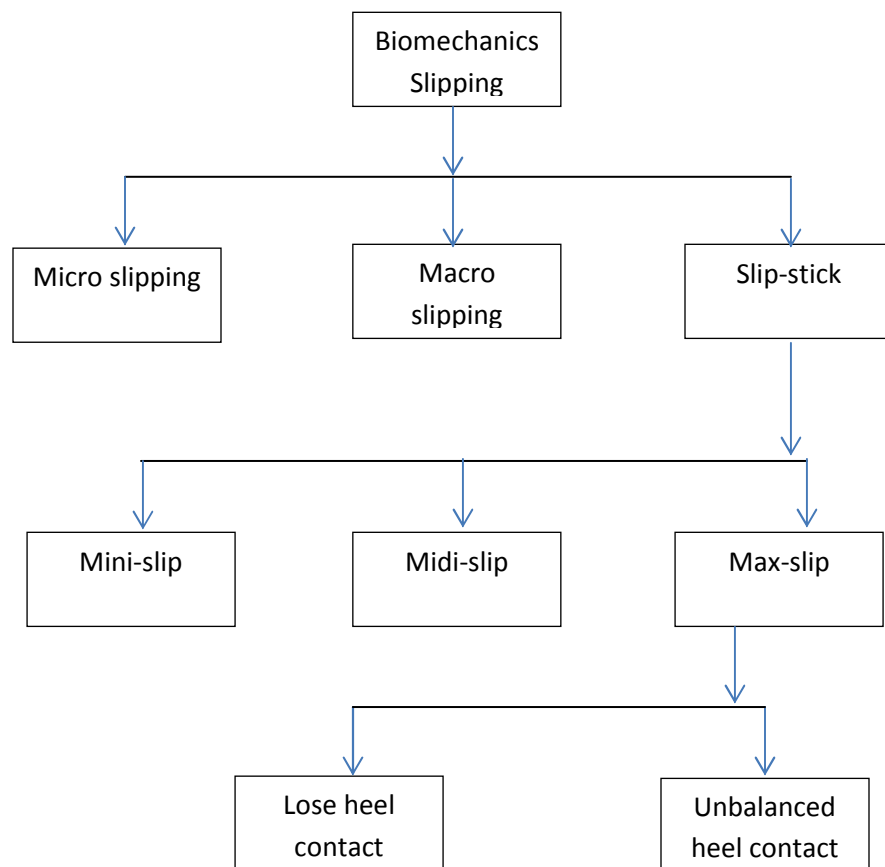 Biomechanics
Slipping
Micro slipping
Macro
slipping
Slip-stick
Mini-slip
Midi-slip
Max-slip
Lose heel
contact
Unbalanced
heel contact